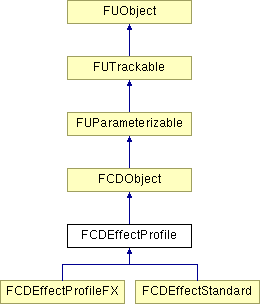 FUObject
FUTrackable
FUParameterizable
FCDObject
FCDEffectProfile
FCDEffectProfileFX
FCDEffectStandard